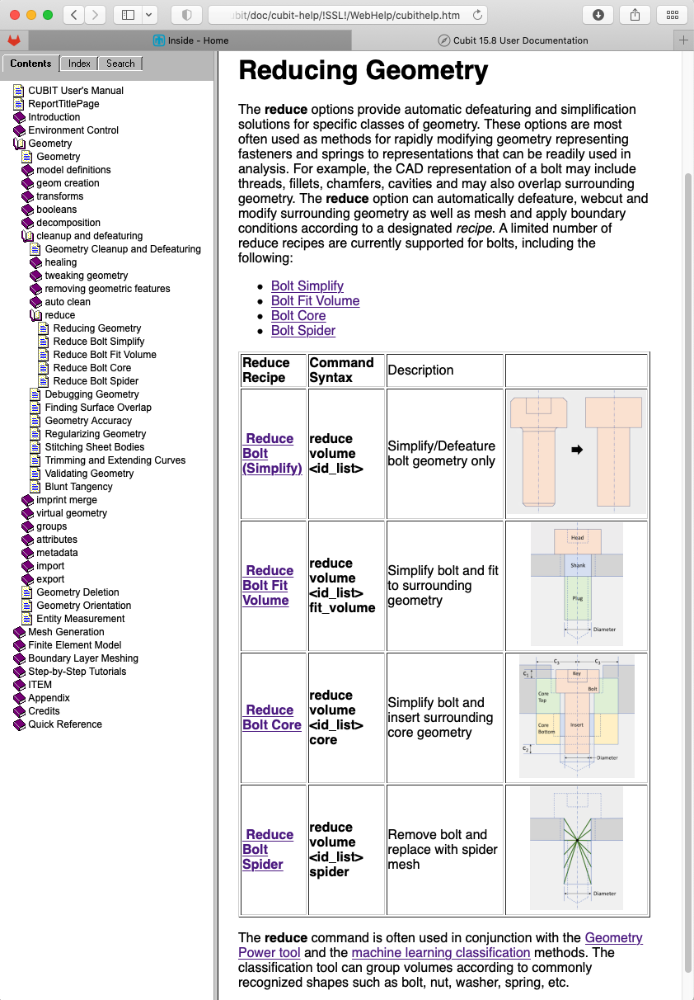 ubit/doc/cubit-help/!SSL!/WebHelp/cubithelp.htm
Inside - Home
Cubit 15.8 User Documentation
Contents
Index
Search
CUBIT User's Manual
ReportTitlePage
Introduction
Environment Control
Geometry
Geometry
model definitions
geom creation
transforms
booleans
decomposition
cleanup and defeaturing
Geometry Cleanup and Defeaturing
healing
tweaking geometry
removing geometric features
auto clean
reduce
Reducing Geometry
Reduce Bolt Simplify
Reduce Bolt Fit Volume
Reduce Bolt Core
Reduce Bolt Spider
Debugging Geometry
Finding Surface Overlap
Geometry Accuracy
Regularizing Geometry
Stitching Sheet Bodies
Trimming and Extending Curves
Validating Geometry
Blunt Tangency
imprint merge
virtual geometry
groups
attributes
metadata
import
export
Geometry Deletion
Geometry Orientation
Entity Measurement
Mesh Generation
Finite Element Model
Boundary Layer Meshing
Step-by-Step Tutorials
ITEM
Appendix
Credits
Quick Reference
Reducing Geometry
The reduce options provide automatic defeaturing and simplification
solutions for specific classes of geometry. These options are most
often used as methods for rapidly modifying geometry representing
fasteners and springs to representations that can be readily used in
analysis. For example, the CAD representation of a bolt may include
threads, fillets, chamfers, cavities and may also overlap surrounding
geometry. The reduce option can automatically defeature, webcut and
modify surrounding geometry as well as mesh and apply boundary
conditions according to a designated recipe. A limited number of
reduce recipes are currently supported for bolts, including the
following:
• Bolt Simplify
• Bolt Fit Volume
• Bolt Core
• Bolt Spider
Reduce
Recipe
Command
Syntax
Description
Reduce
Bolt
(Simplify)
reduce
volume
<id_list>
Simplify/Defeature
bolt geometry only
Reduce
Bolt Fit
Volume
reduce
volume
<id_list>
fit_volume
Simplify bolt and fit
to surrounding
geometry
Head
Shank
Plug
Diameter
Reduce
Bolt Core
reduce
volume
<id_list>
core
Simplify bolt and
insert surrounding
core geometry
C3
C3
C1
Key
Bolt
Core
Top
Core
Bottom
Insert
C2
Diameter
Reduce
Bolt
Spider
reduce
volume
<id_list>
spider
Remove bolt and
replace with spider
mesh
Diameter
The reduce command is often used in conjunction with the Geometry
Power tool and the machine learning classification methods. The
classification tool can group volumes according to commonly
recognized shapes such as bolt, nut, washer, spring, etc.